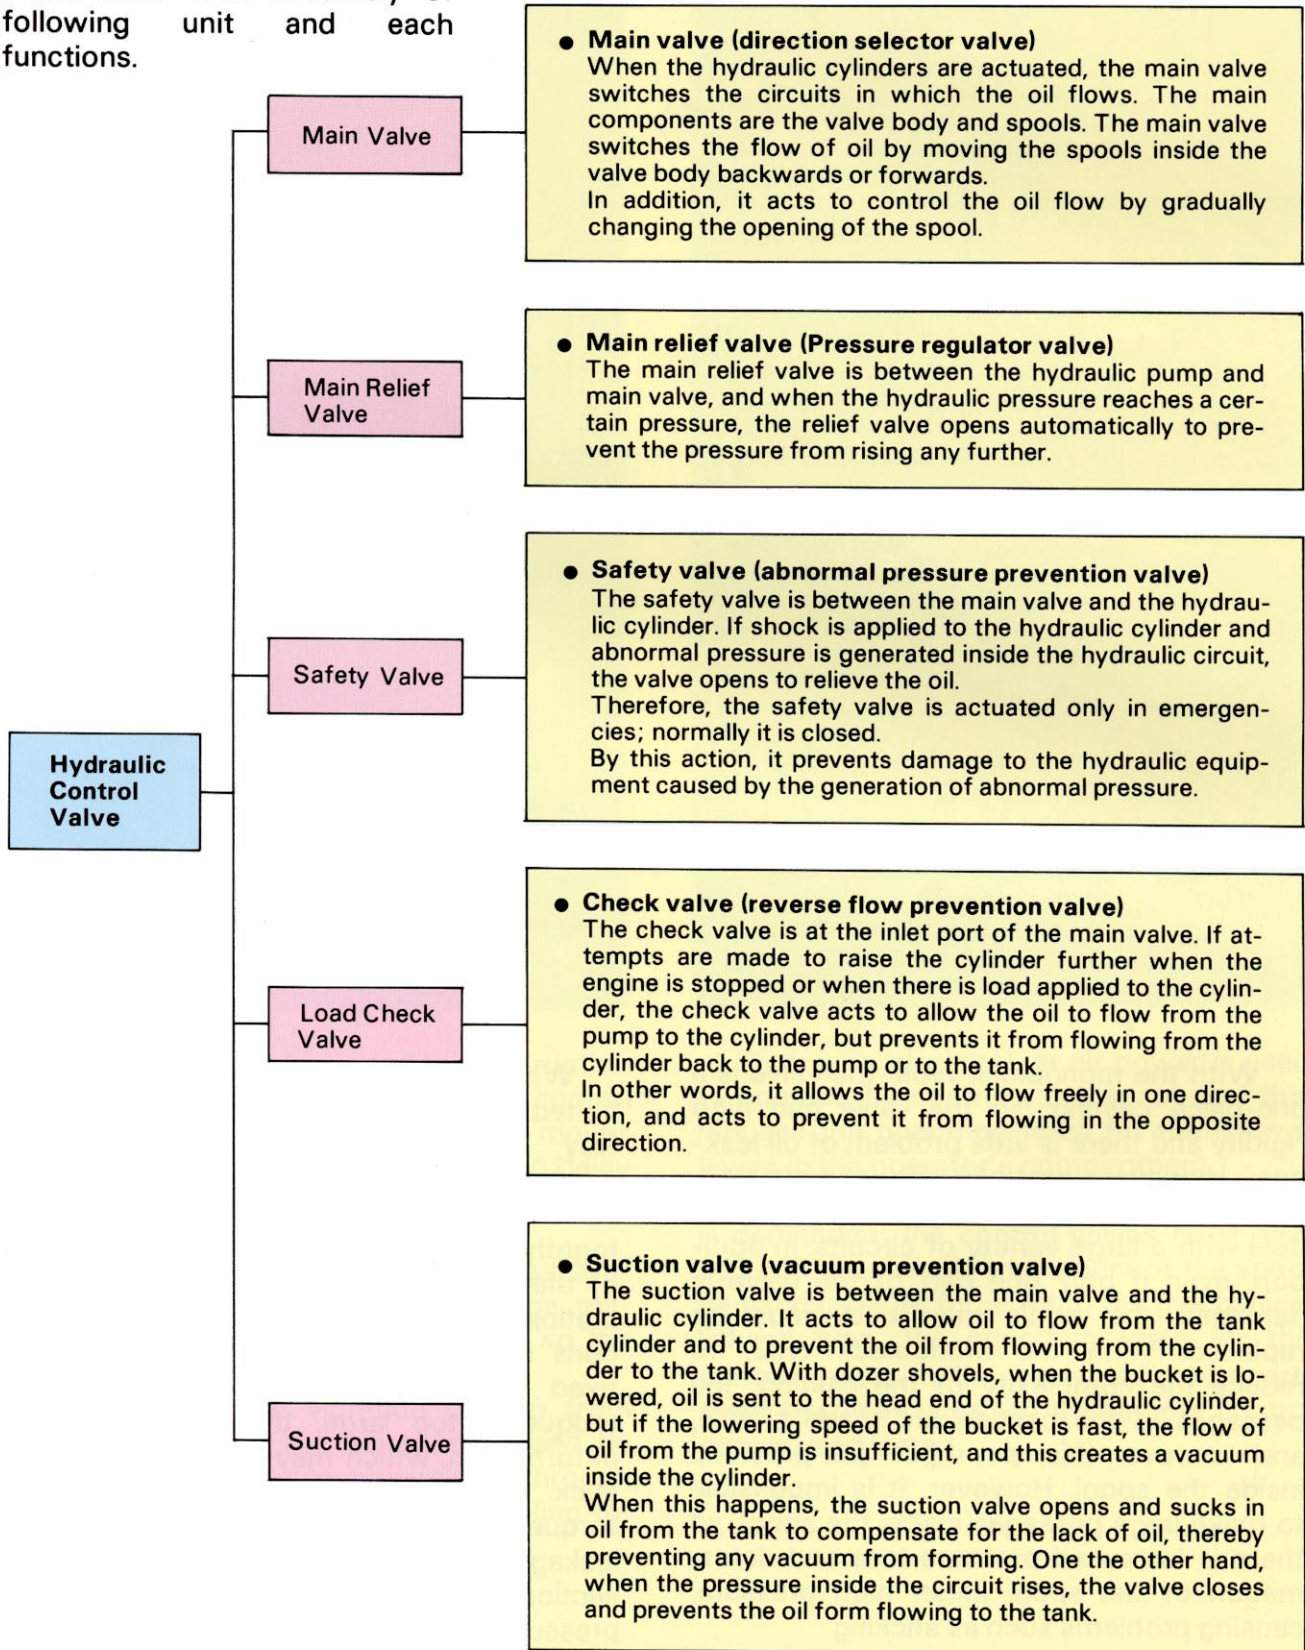 following unit and each
functions.
Main Valve
● Main valve (direction selector valve)
When the hydraulic cylinders are actuated, the main valve
switches the circuits in which the oil flows. The main
components are the valve body and spools. The main valve
switches the flow of oil by moving the spools inside the
valve body backwards or forwards.
In addition, it acts to control the oil flow by gradually
changing the opening of the spool.
Main Relief
Valve
● Main relief valve (Pressure regulator valve)
The main relief valve is between the hydraulic pump and
main valve, and when the hydraulic pressure reaches a cer-
tain pressure, the relief valve opens automatically to pre-
vent the pressure from rising any further.
Safety Valve
● Safety valve (abnormal pressure prevention valve)
The safety valve is between the main valve and the hydrau-
lic cylinder. If shock is applied to the hydraulic cylinder and
abnormal pressure is generated inside the hydraulic circuit,
the valve opens to relieve the oil.
Therefore, the safety valve is actuated only in emergen-
cies; normally it is closed.
By this action, it prevents damage to the hydraulic equip-
ment caused by the generation of abnormal pressure.
Hydraulic
Control
Valve
Load Check
Valve
● Check valve (reverse flow prevention valve)
The check valve is at the inlet port of the main valve. If at-
tempts are made to raise the cylinder further when the
engine is stopped or when there is load applied to the cylin-
der, the check valve acts to allow the oil to flow from the
pump to the cylinder, but prevents it from flowing from the
cylinder back to the pump or to the tank.
In other words, it allows the oil to flow freely in one direc-
tion, and acts to prevent it from flowing in the opposite
direction.
Suction Valve
● Suction valve (vacuum prevention valve)
The suction valve is between the main valve and the hy-
draulic cylinder. It acts to allow oil to flow from the tank
cylinder and to prevent the oil from flowing from the cylin-
der to the tank. With dozer shovels, when the bucket is lo-
wered, oil is sent to the head end of the hydraulic cylinder,
but if the lowering speed of the bucket is fast, the flow of
oil from the pump is insufficient, and this creates a vacuum
inside the cylinder.
When this happens, the suction valve opens and sucks in
oil from the tank to compensate for the lack of oil, thereby
preventing any vacuum from forming. One the other hand,
when the pressure inside the circuit rises, the valve closes
and prevents the oil form flowing to the tank.